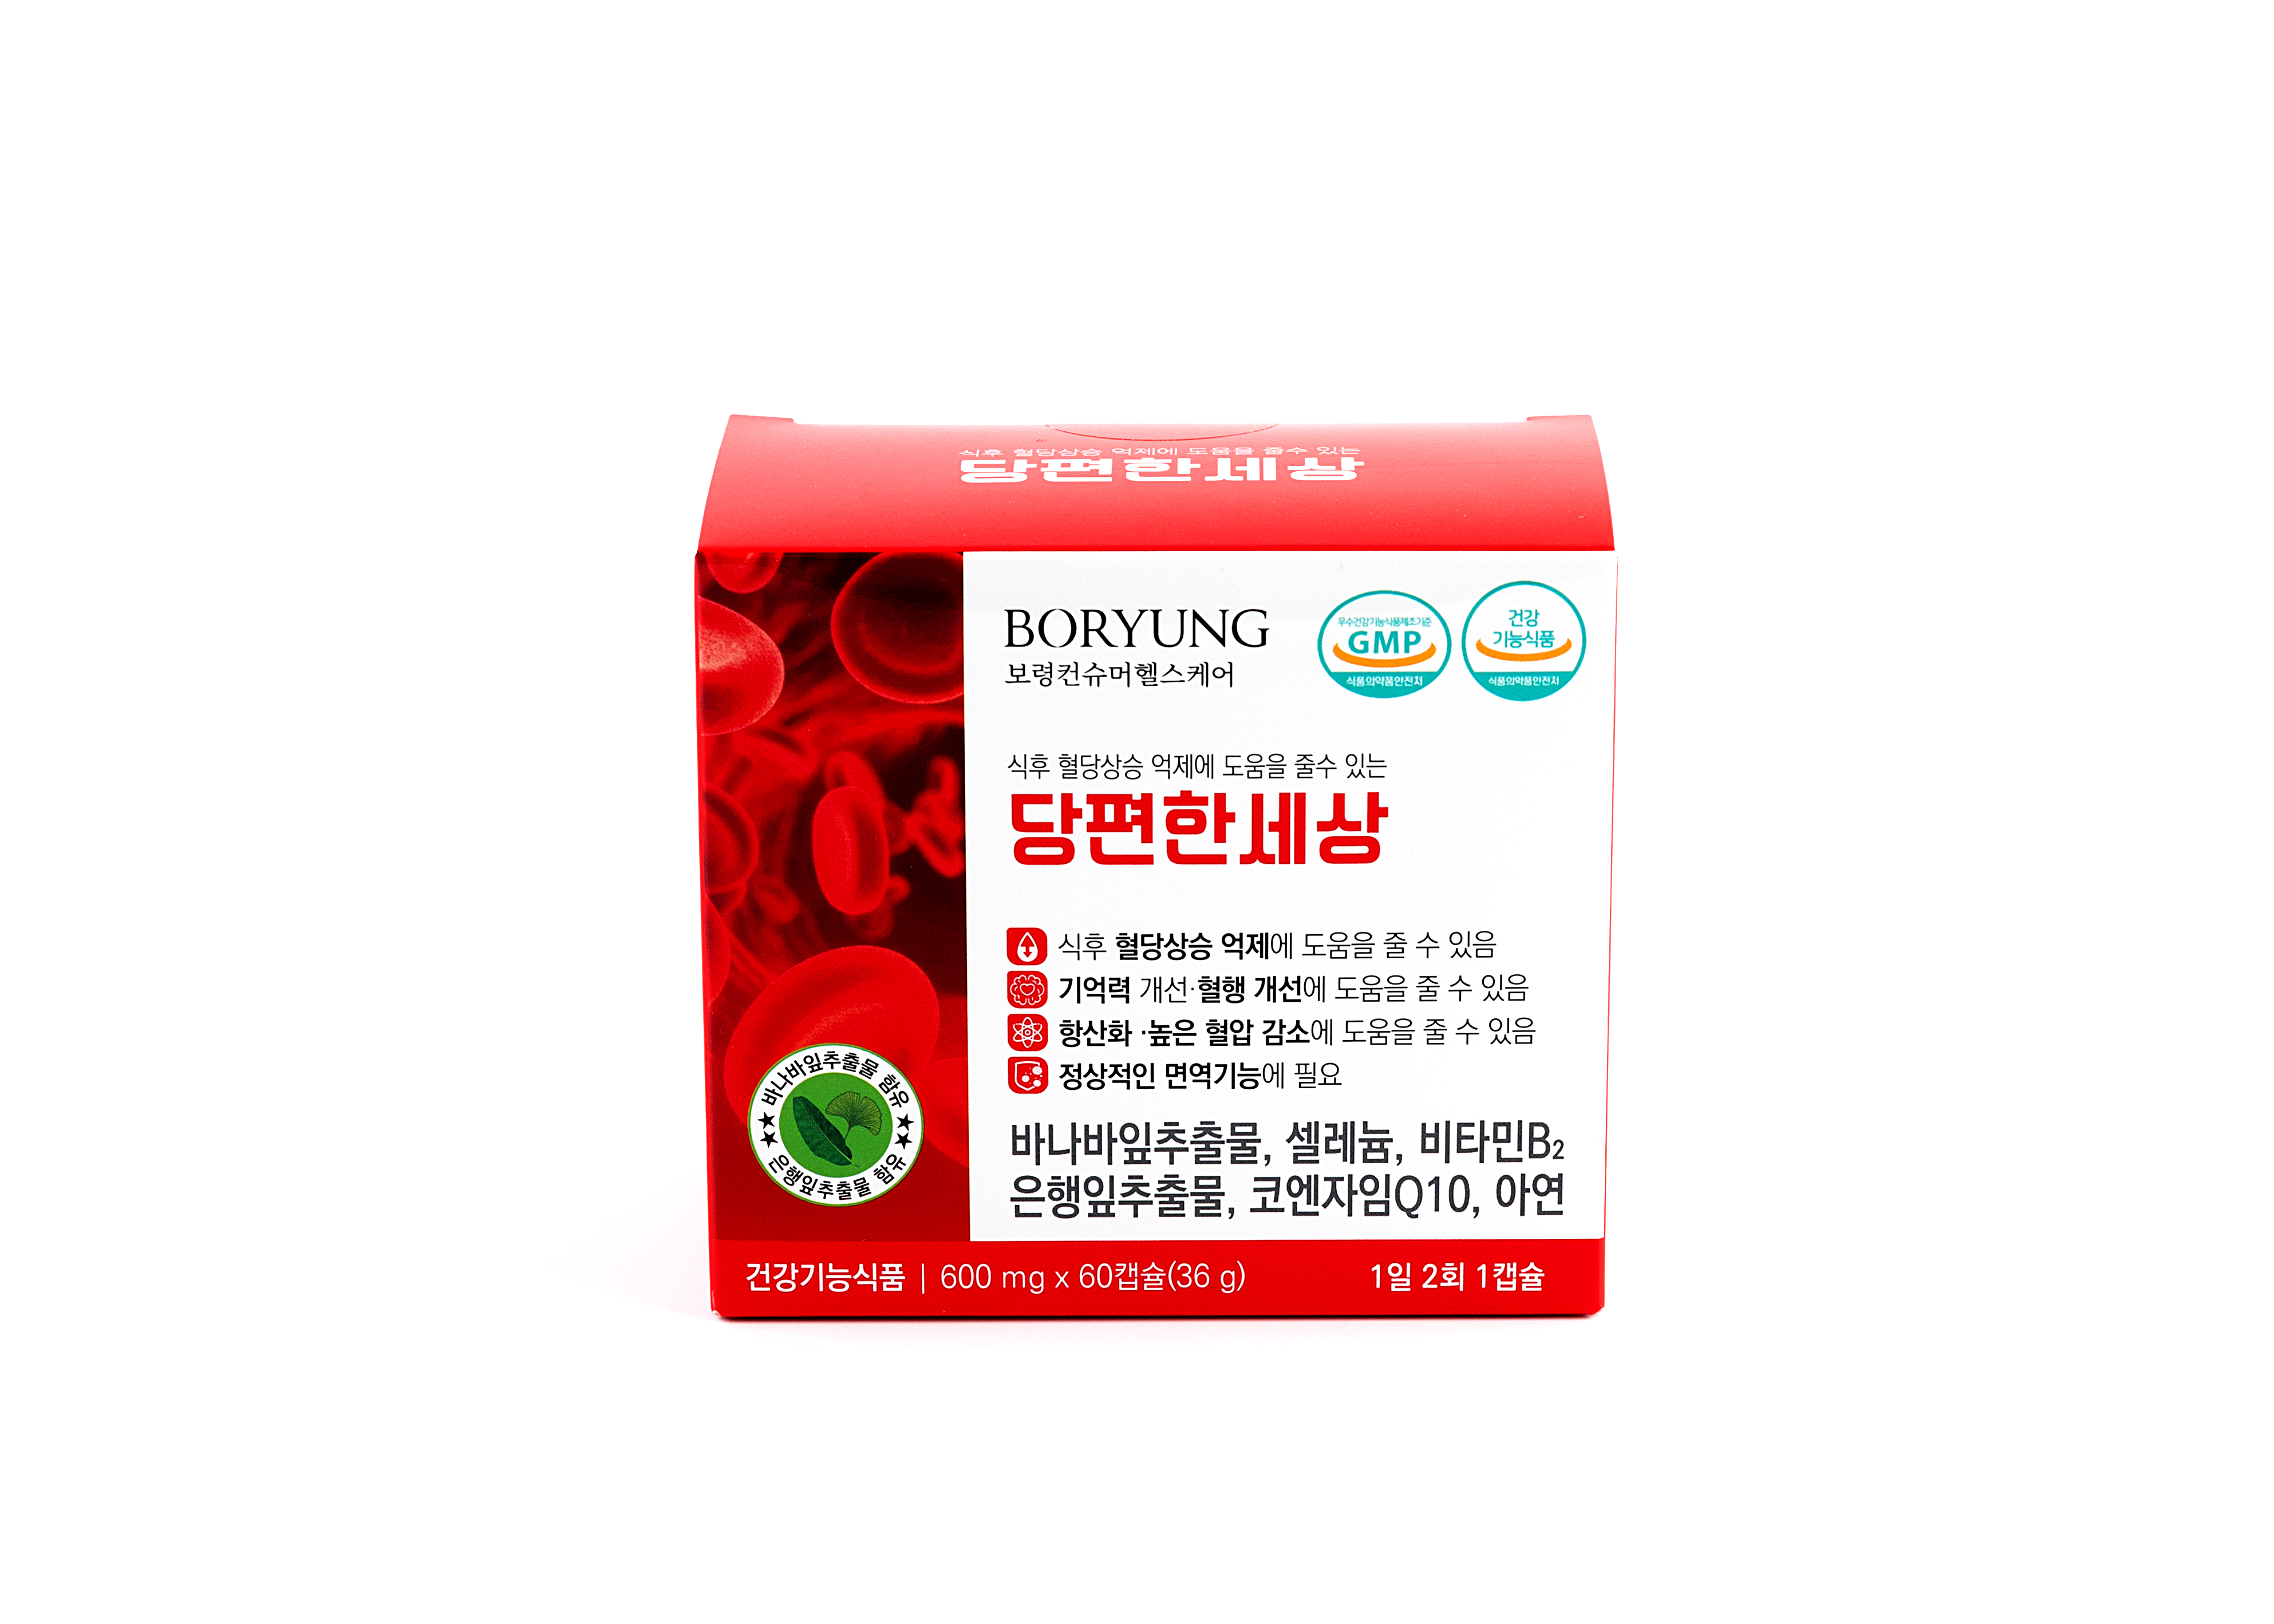 식후 혈당상승 억제에 도움을 줄수 있는
당편한세상
BORYUNG
보령컨슈머헬스케어
우수건강기능식품제조기준
GMP
식품의약품안전처
건강
기능식품
식품의약품안전처
식후 혈당상승 억제에 도움을 줄수 있는
당편한세상
식후 혈당상승 억제에 도움을 줄 수 있음
기억력 개선·혈행 개선에 도움을 줄 수 있음
항산화 ·높은 혈압 감소에 도움을 줄 수 있음
정상적인 면역기능에 필요
바나바잎추출물 함유
은행잎추출물 함유
바나바잎추출물, 셀레늄, 비타민B₂
은행잎추출물, 코엔자임Q10, 아연
건강기능식품 | 600 mg x 60캡슐(36 g)
1일 2회 1캡슐